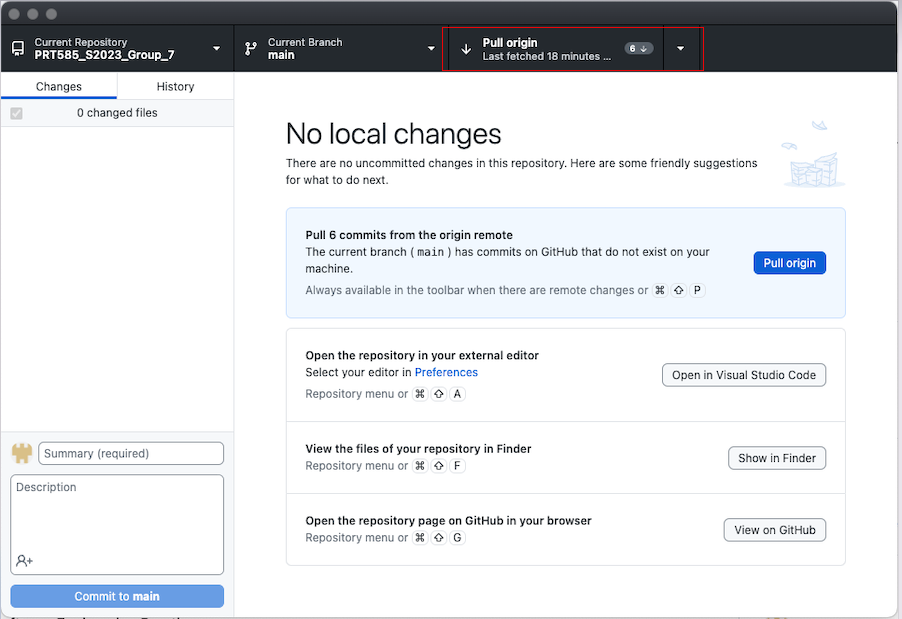 Current Repository
PRT585_S2023_Group_7
Current Branch
main
Pull origin
Last fetched 18 minutes ...
6
Changes
History
0 changed files
No local changes
There are no uncommitted changes in this repository. Here are some friendly suggestions
for what to do next.
Pull 6 commits from the origin remote
The current branch ( main ) has commits on GitHub that do not exist on your
machine.
Always available in the toolbar when there are remote changes or ⌘ ⇧ P
Pull origin
Open the repository in your external editor
Select your editor in Preferences
Repository menu or ⌘ ⇧ A
Open in Visual Studio Code
View the files of your repository in Finder
Repository menu or ⌘ ⇧ F
Show in Finder
Open the repository page on GitHub in your browser
Repository menu or ⌘ ⇧ G
View on GitHub
Summary (required)
Description
Commit to main